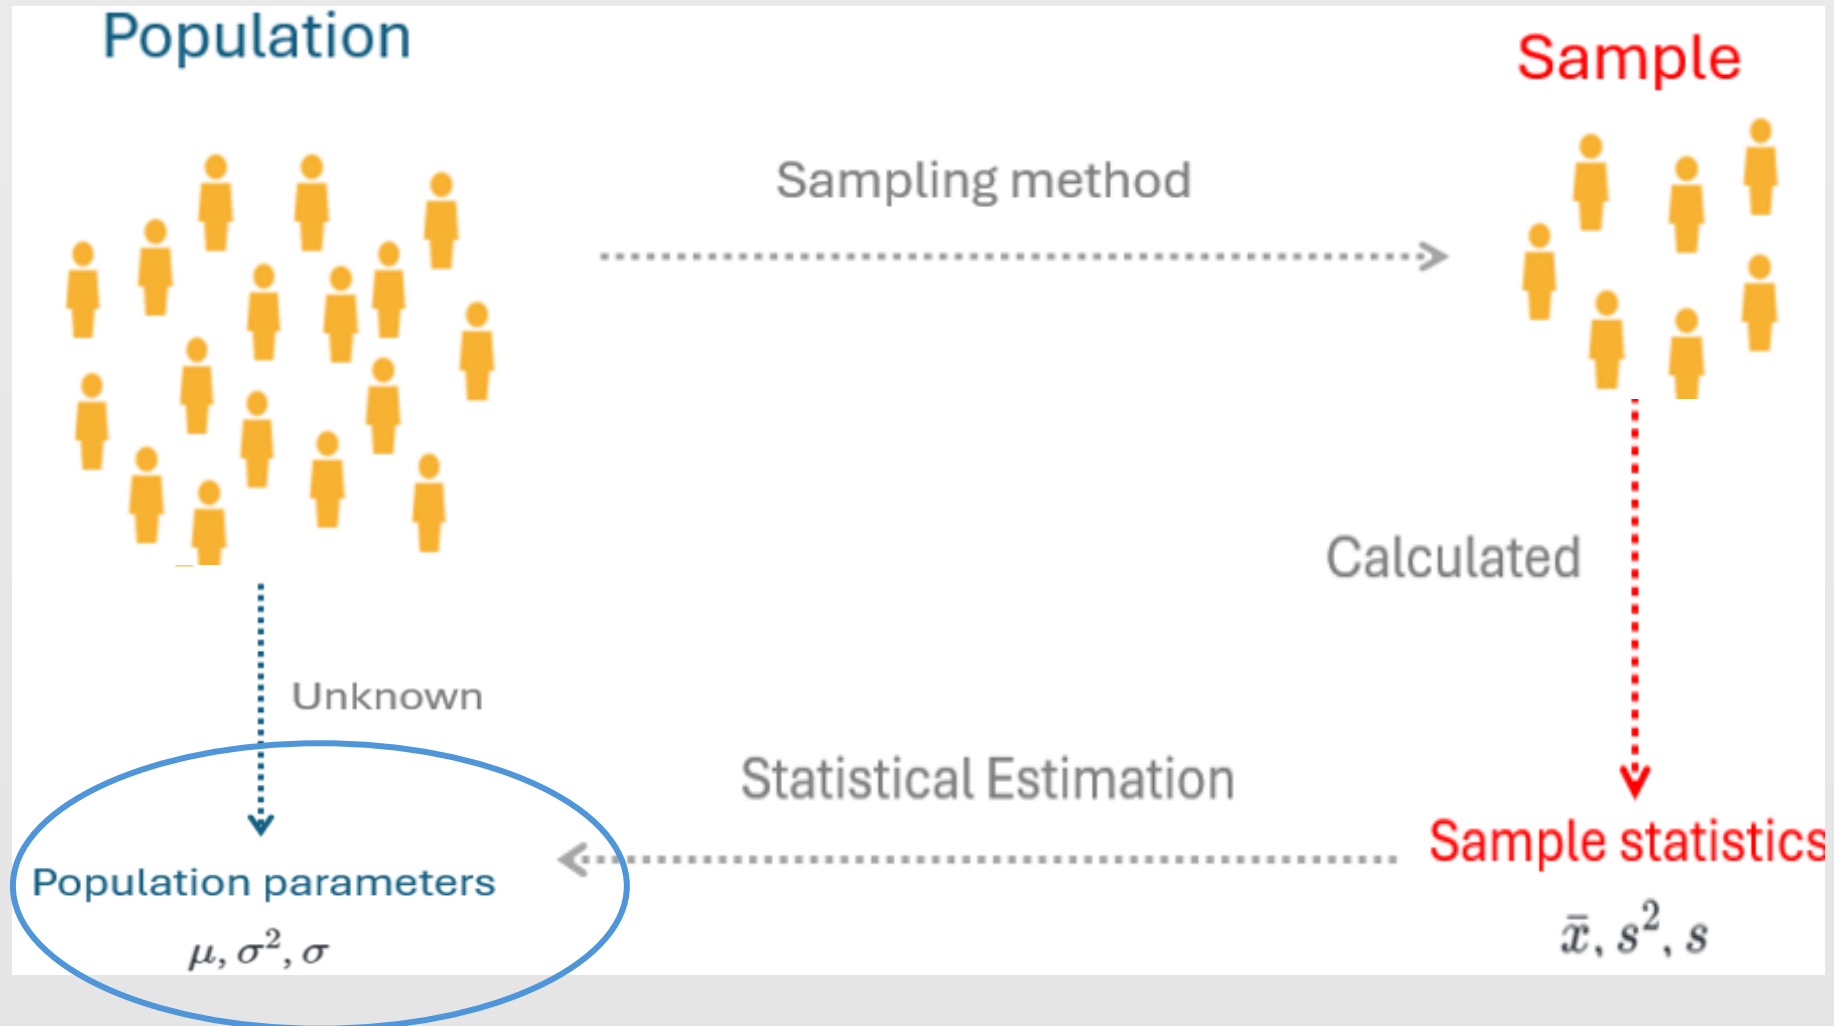 Population
Sample
Sampling method
Calculated
Unknown
Statistical Estimation
Sample statistics
Population parameters
x̄, s², s
μ, σ², σ